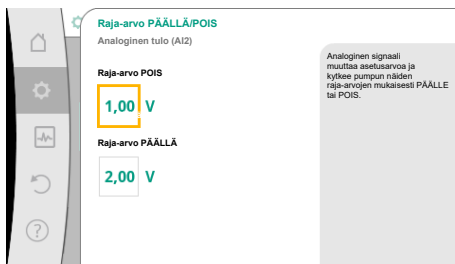 Raja-arvo PÄÄLLÄ/POIS
Analoginen tulo (AI2)
Raja-arvo POIS
1,00 V
Raja-arvo PÄÄLLÄ
2,00 V
Analoginen signaali
muuttaa asetusarvoa ja
kytkee pumpun näiden
raja-arvojen mukaisesti PÄÄLLE
tai POIS.
?